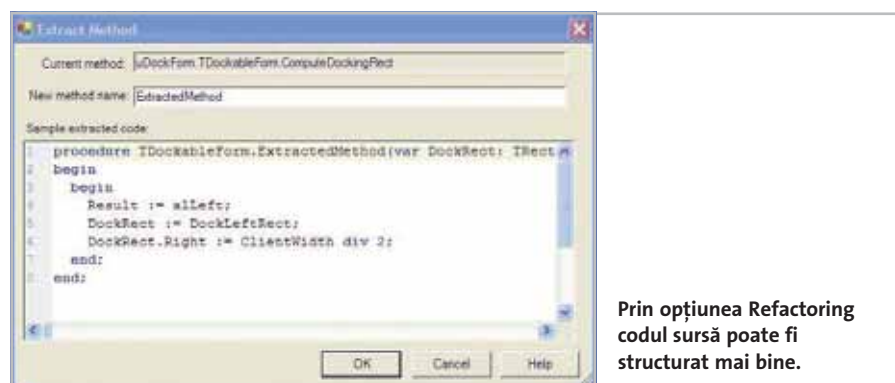 Extract Method
Current method: uDockForm.TDockableForm.ComputeDockingRect
New method name: ExtractedMethod
Sample extracted code:
1 procedure TDockableForm.ExtractedMethod(var DockRect: TRect
2 begin
3 begin
4 Result := alLeft;
5 DockRect := DockLeftRect;
6 DockRect.Right := ClientWidth div 2;
7 end;
8 end;
OK Cancel Help
Prin opțiunea Refactoring
codul sursă poate fi
structurat mai bine.